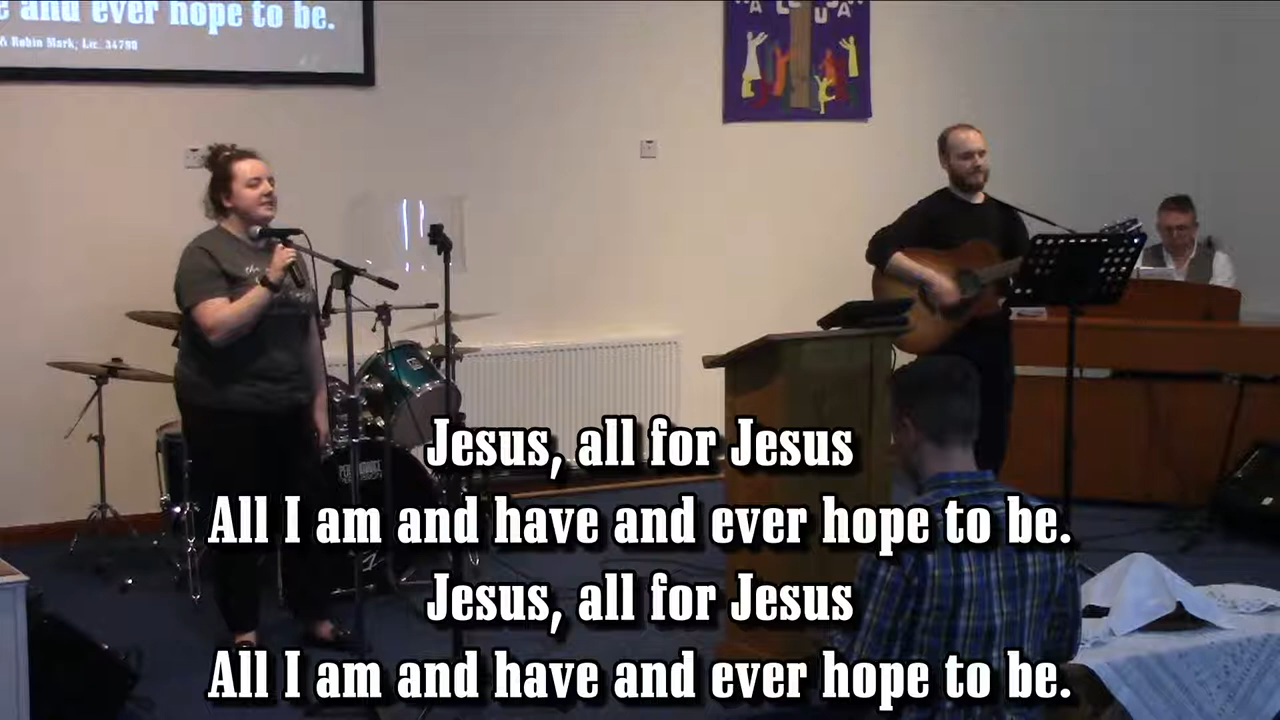 and ever hope to be.
& Robin Mark; Lic. 34798
Jesus, all for Jesus
All I am and have and ever hope to be.
Jesus, all for Jesus
All I am and have and ever hope to be.